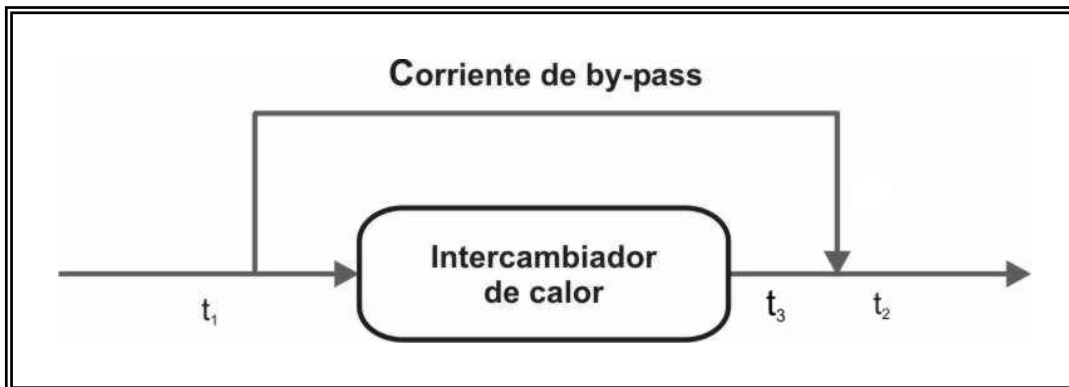 Corriente de by-pass
Intercambiador
de calor
t₁
t₃
t₂